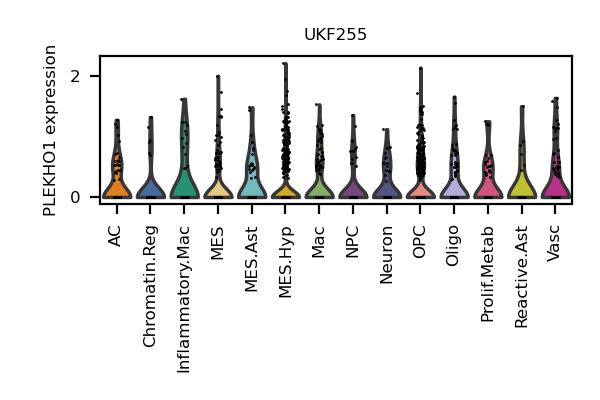 UKF255
PLEKHO1 expression
2
0
AC
Chromatin.Reg
Inflammatory.Mac
MES
MES.Ast
MES.Hyp
Mac
NPC
Neuron
OPC
Oligo
Prolif.Metab
Reactive.Ast
Vasc